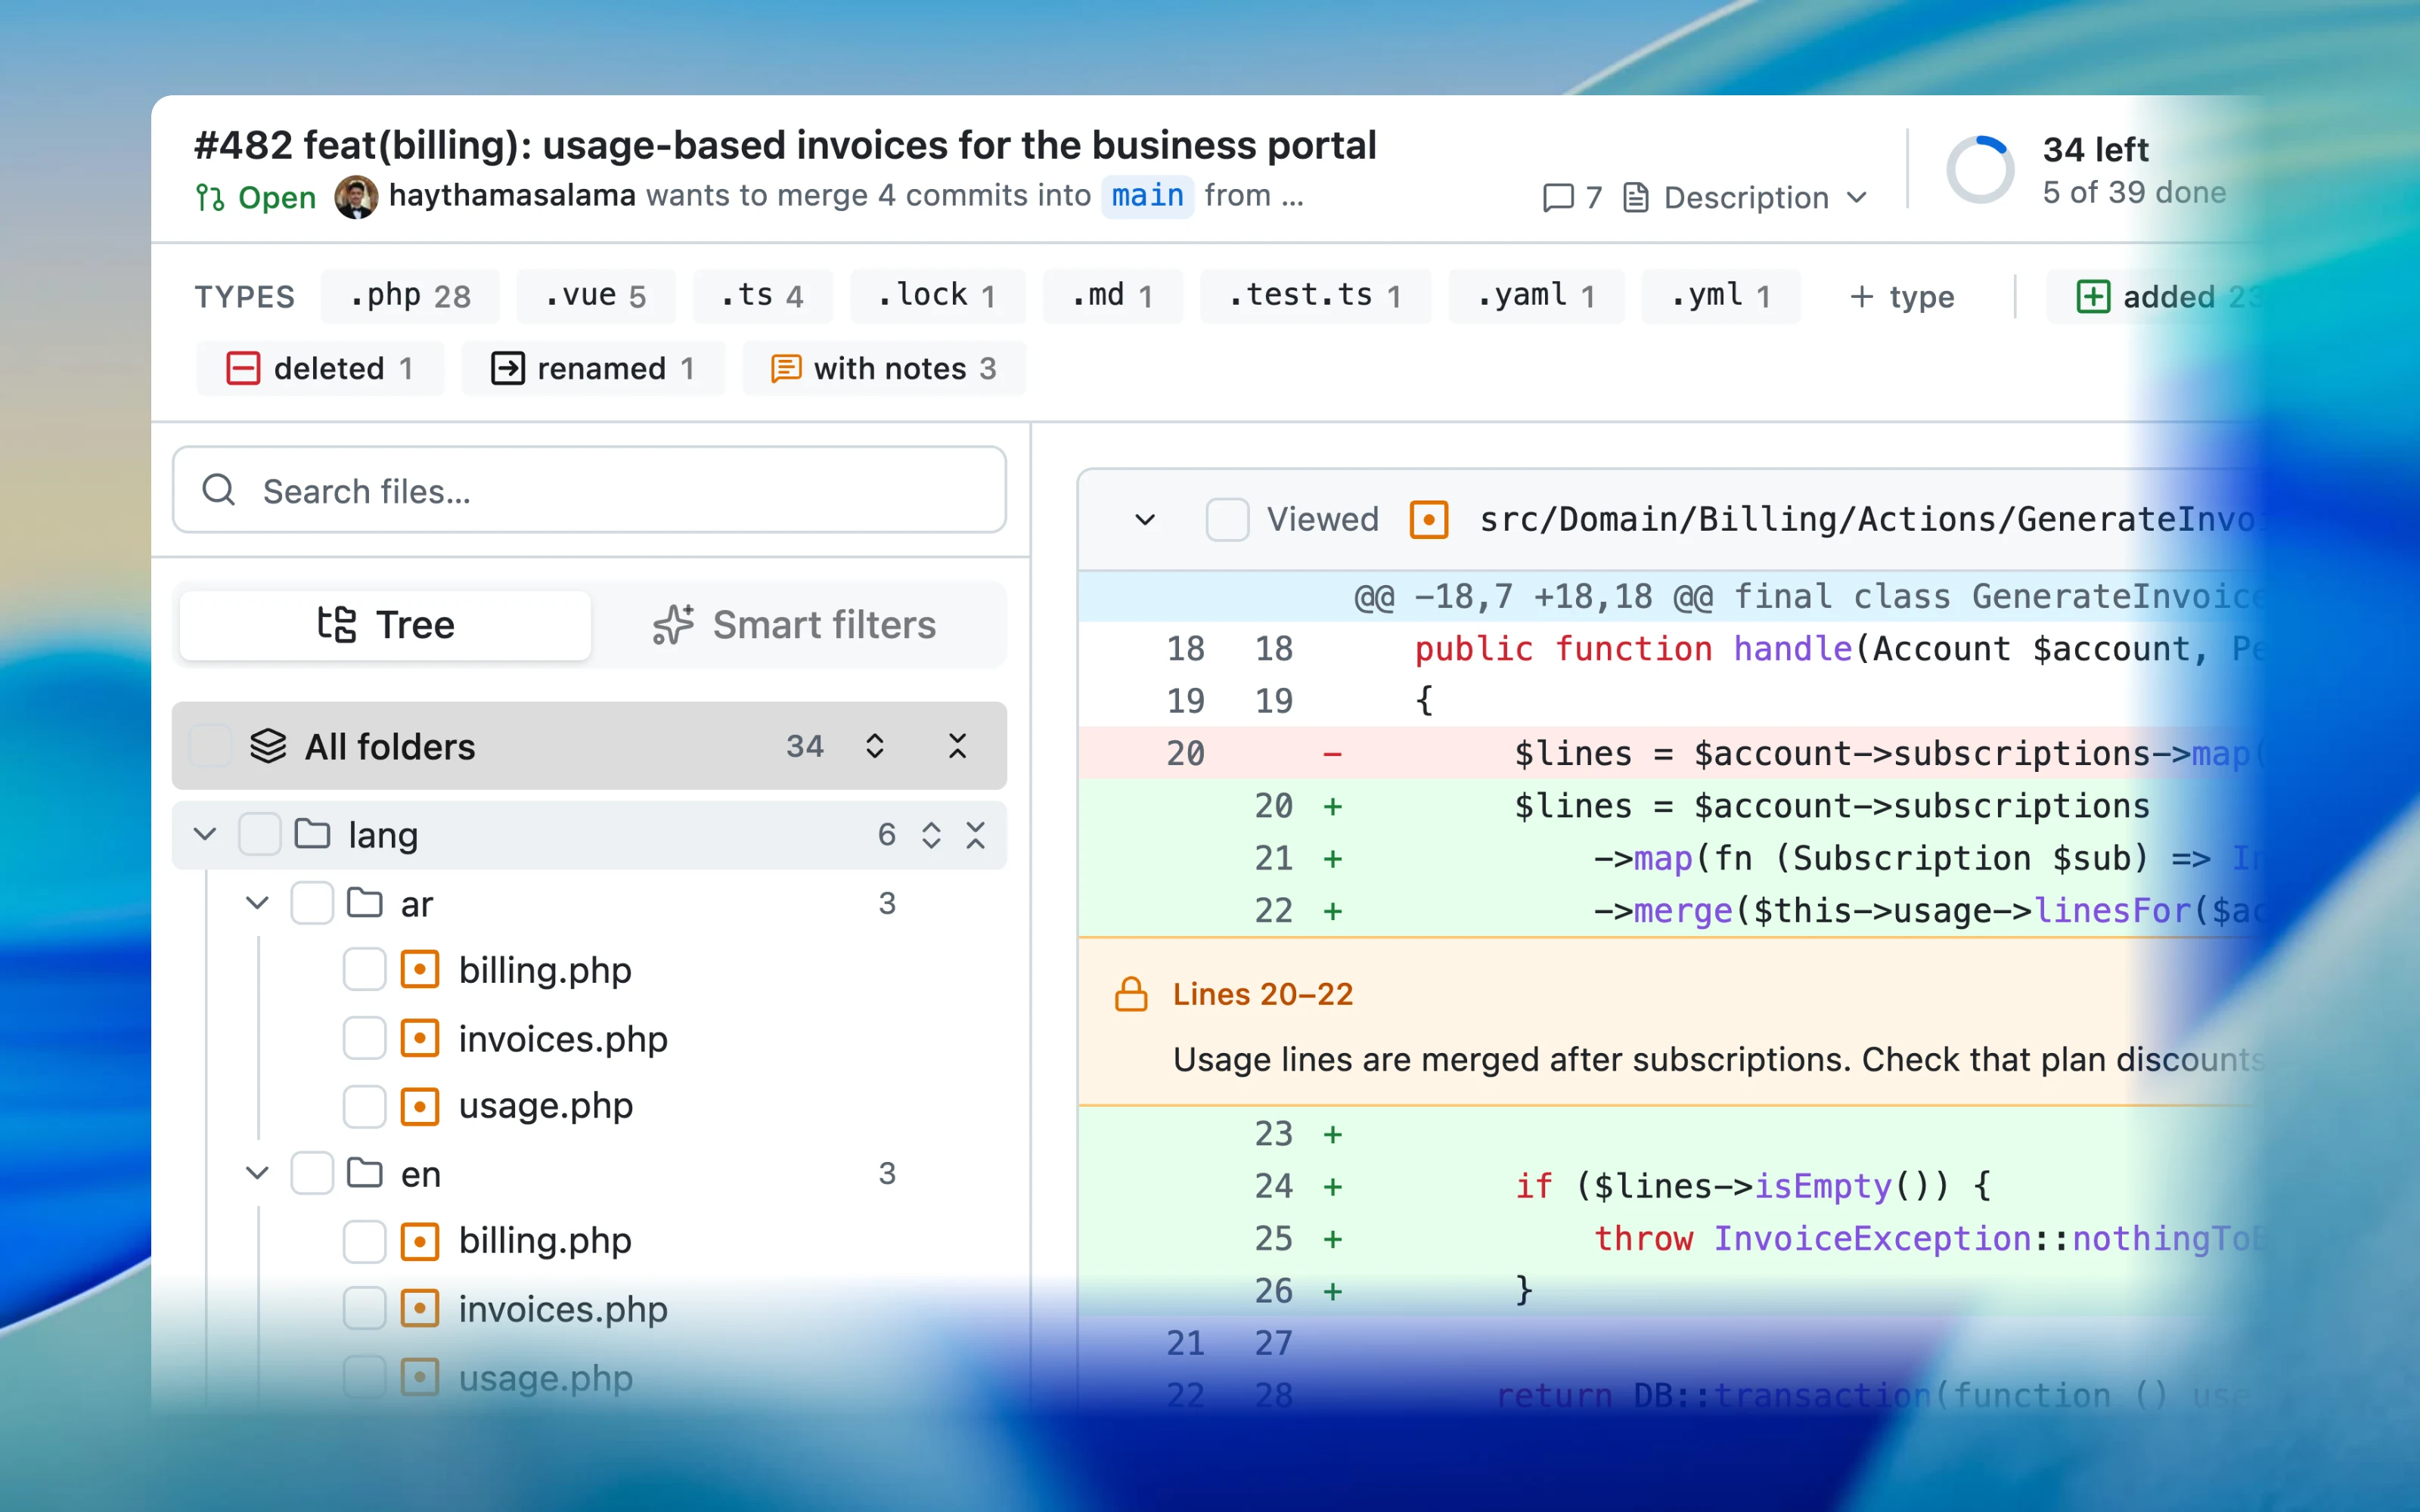 #482 feat(billing): usage-based invoices for the business portal
Open haythamasalama wants to merge 4 commits into main from ...
7 Description
34 left
5 of 39 done
TYPES .php 28 .vue 5 .ts 4 .lock 1 .md 1 .test.ts 1 .yaml 1 .yml 1 + type added 23
deleted 1 renamed 1 with notes 3
Search files...
Tree Smart filters
All folders 34
lang 6
ar 3
billing.php
invoices.php
usage.php
en 3
billing.php
invoices.php
usage.php
Viewed src/Domain/Billing/Actions/GenerateInvo
@@ -18,7 +18,18 @@ final class GenerateInvoice
18 18 public function handle(Account $account, Pe
19 19 {
20 - $lines = $account->subscriptions->map(
20 + $lines = $account->subscriptions
21 + ->map(fn (Subscription $sub) => In
22 + ->merge($this->usage->linesFor($ac
Lines 20–22
Usage lines are merged after subscriptions. Check that plan discounts
23 +
24 + if ($lines->isEmpty()) {
25 + throw InvoiceException::nothingToB
26 + }
21 27
22 28 return DB::transaction(function () use